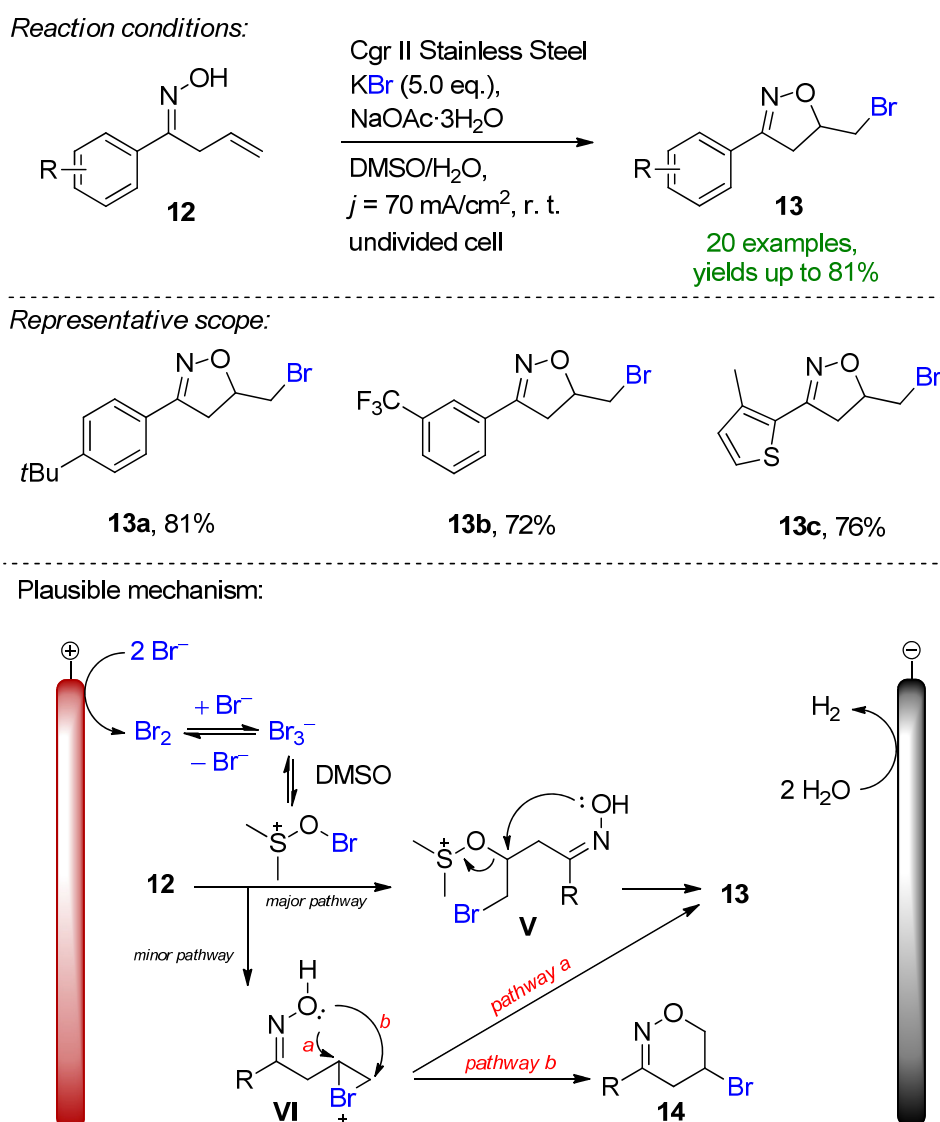 Reaction conditions:
N
OH
R
12
Cgr II Stainless Steel
KBr (5.0 eq.),
NaOAc·3H₂O
DMSO/H₂O,
j = 70 mA/cm², r. t.
undivided cell
N
O
Br
R
13
20 examples,
yields up to 81%
Representative scope:
N
O
Br
tBu
13a, 81%
N
O
Br
F₃C
13b, 72%
N
O
Br
S
13c, 76%
Plausible mechanism:
+
2 Br⁻
Br₂
+ Br⁻
− Br⁻
Br₃⁻
DMSO
S
+
O
Br
12
major pathway
minor pathway
S
+
O
Br
:OH
N
R
V
13
H
O:
N
a
b
R
Br
+
VI
pathway a
pathway b
N
O
R
Br
14
−
H₂
2 H₂O